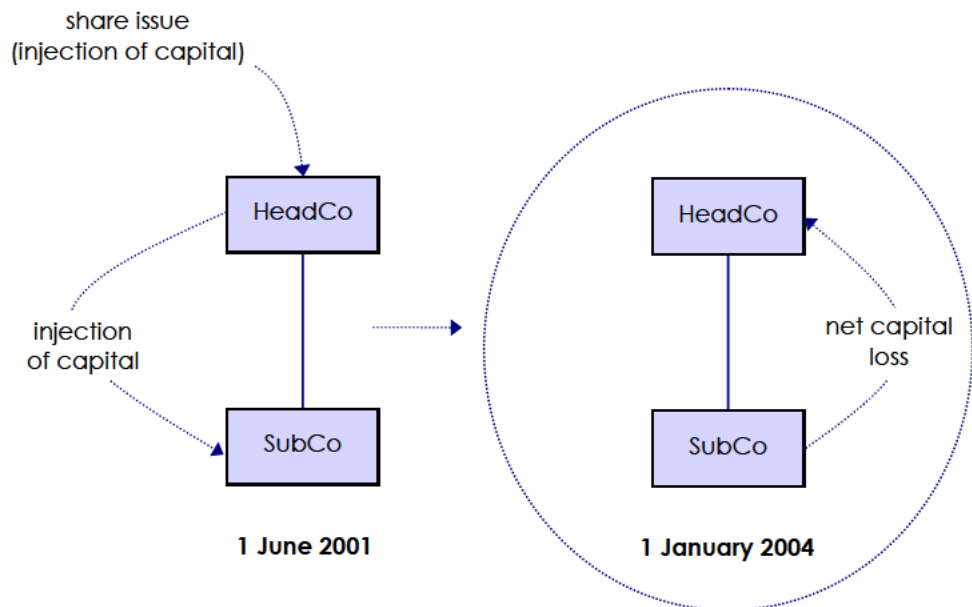 share issue
(injection of capital)
HeadCo
injection
of capital
SubCo
1 June 2001
HeadCo
net capital
loss
SubCo
1 January 2004